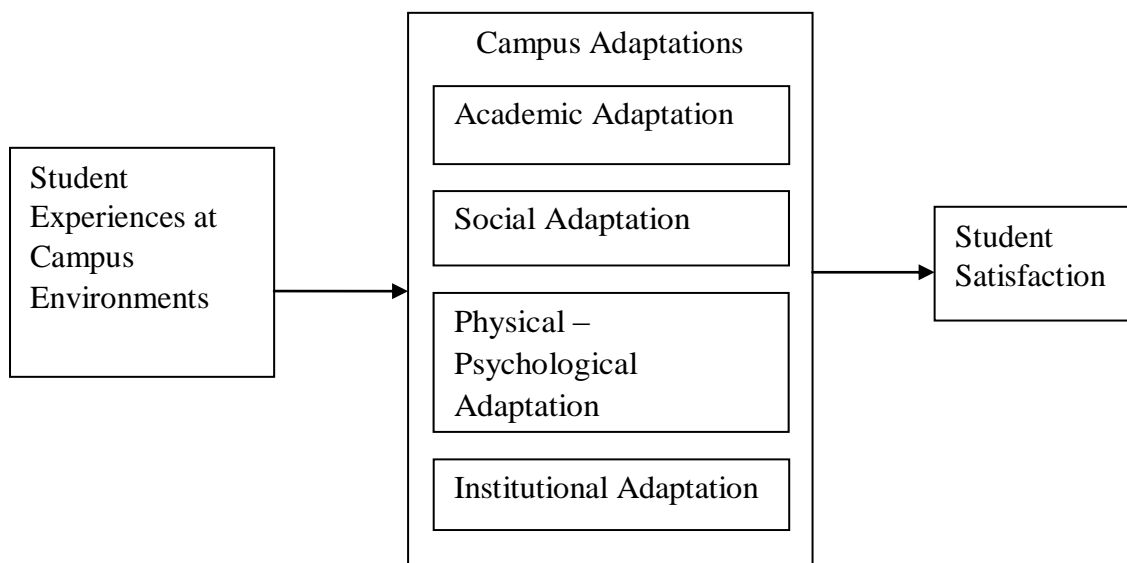 Student
Experiences at
Campus
Environments
Campus Adaptations
Academic Adaptation
Social Adaptation
Physical –
Psychological
Adaptation
Institutional Adaptation
Student
Satisfaction